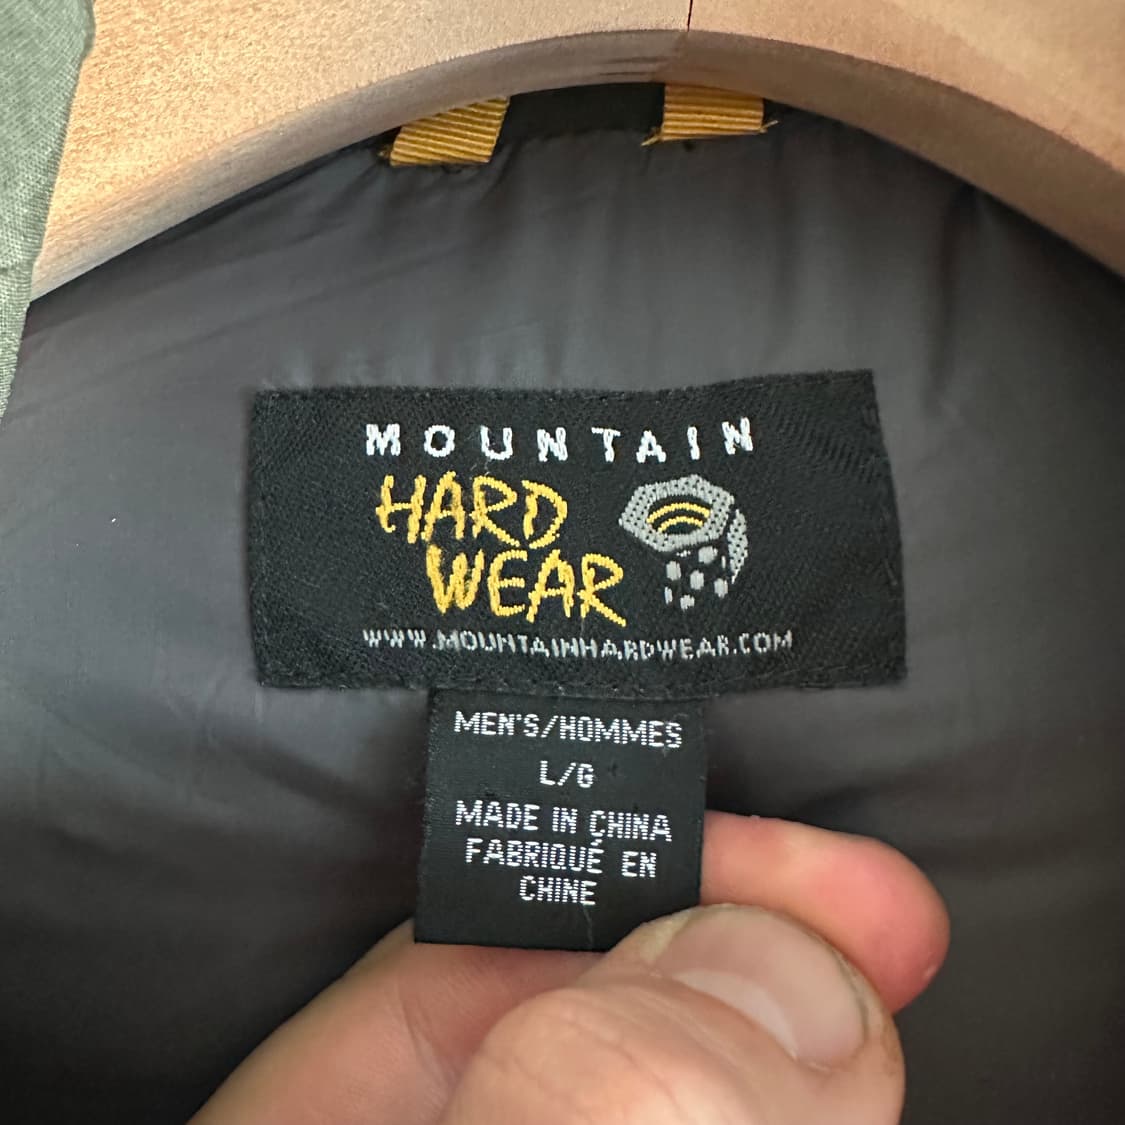 MOUNTAIN
HARD
WEAR
WWW.MOUNTAINHARDWEAR.COM
MEN'S/HOMMES
L/G
MADE IN CHINA
FABRIQUÉ EN
CHINE